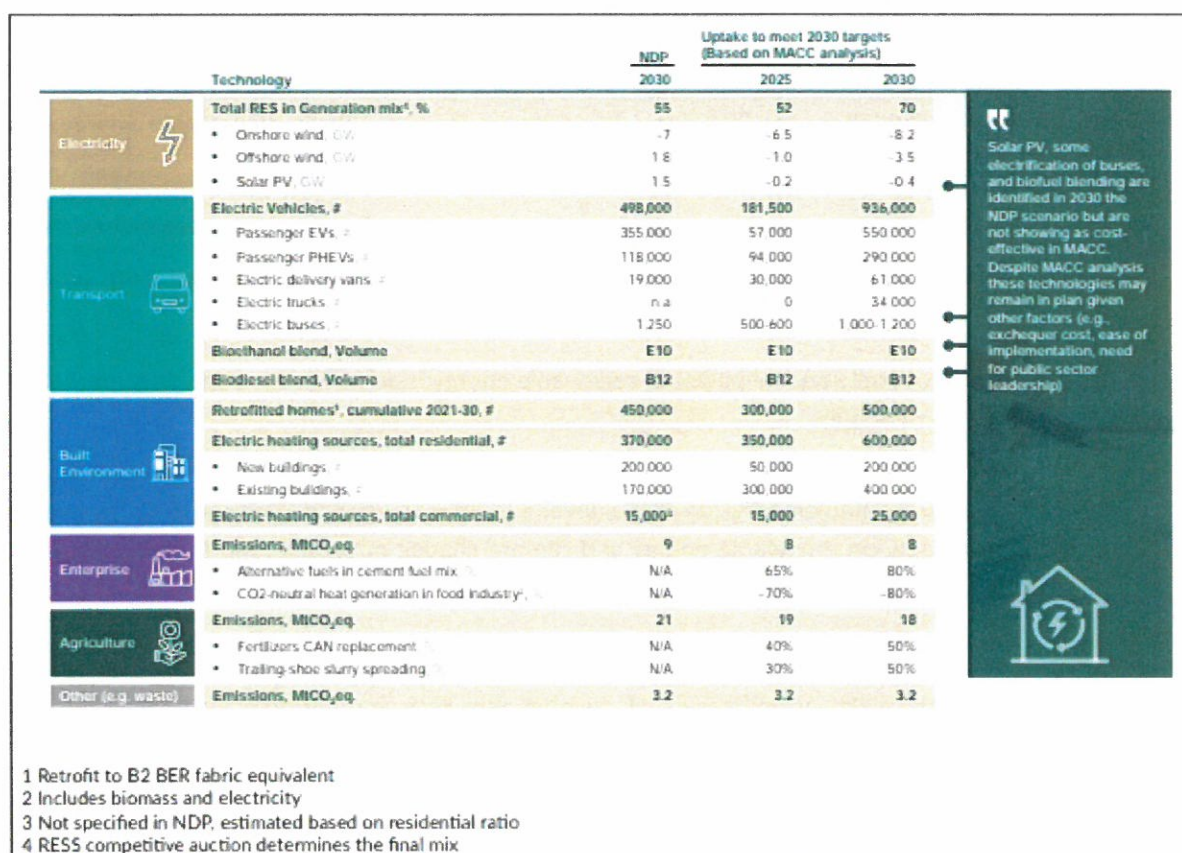 Uptake to meet 2030 targets
NDP (Based on MACC analysis)
Technology 2030 2025 2030
Electricity
Total RES in Generation mix⁴, % 55 52 70
• Onshore wind, GW -7 -6.5 -8.2
• Offshore wind, GW 1.8 -1.0 -3.5
• Solar PV, GW 1.5 -0.2 -0.4
Transport
Electric Vehicles, # 498,000 181,500 936,000
• Passenger EVs, # 355,000 57,000 550,000
• Passenger PHEVs, # 118,000 94,000 290,000
• Electric delivery vans, # 19,000 30,000 61,000
• Electric trucks, # n.a 0 34,000
• Electric buses, # 1,250 500-600 1,000-1,200
Bioethanol blend, Volume E10 E10 E10
Biodiesel blend, Volume B12 B12 B12
Built
Environment
Retrofitted homes¹, cumulative 2021-30, # 450,000 300,000 500,000
Electric heating sources, total residential, # 370,000 350,000 600,000
• New buildings, # 200,000 50,000 200,000
• Existing buildings, # 170,000 300,000 400,000
Electric heating sources, total commercial, # 15,000³ 15,000 25,000
Enterprise
Emissions, MtCO₂eq. 9 8 8
• Alternative fuels in cement fuel mix, % N/A 65% 80%
• CO2-neutral heat generation in food industry², % N/A -70% -80%
Agriculture
Emissions, MtCO₂eq. 21 19 18
• Fertilizers CAN replacement, % N/A 40% 50%
• Trailing-shoe slurry spreading, % N/A 30% 50%
Other (e.g. waste)
Emissions, MtCO₂eq. 3.2 3.2 3.2
"
Solar PV, some
electrification of buses,
and biofuel blending are
identified in 2030 the
NDP scenario but are
not showing as cost-
effective in MACC.
Despite MACC analysis
these technologies may
remain in plan given
other factors (e.g.,
exchequer cost, ease of
implementation, need
for public sector
leadership)
1 Retrofit to B2 BER fabric equivalent
2 Includes biomass and electricity
3 Not specified in NDP, estimated based on residential ratio
4 RESS competitive auction determines the final mix